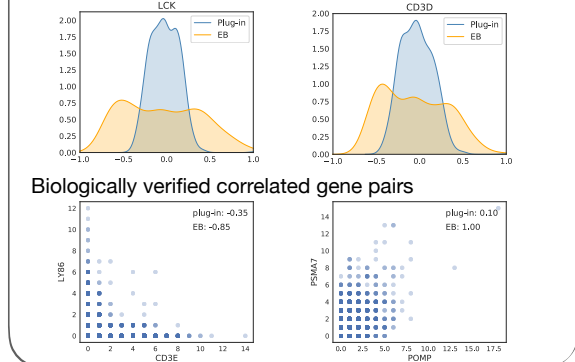 LCK
CD3D
2.00
1.75
1.50
1.25
1.00
0.75
0.50
0.25
0.00
−1.0 −0.5 0.0 0.5 1.0
Plug-in
EB
2.00
1.75
1.50
1.25
1.00
0.75
0.50
0.25
0.00
−1.0 −0.5 0.0 0.5 1.0
Plug-in
EB
Biologically verified correlated gene pairs
12
10
8
6
4
2
0
LY86
plug-in: -0.35
EB: -0.85
0 2 4 6 8 10 12 14
CD3E
14
12
10
8
6
4
2
0
PSMA7
plug-in: 0.10
EB: 1.00
0.0 2.5 5.0 7.5 10.0 12.5 15.0 17.5
POMP